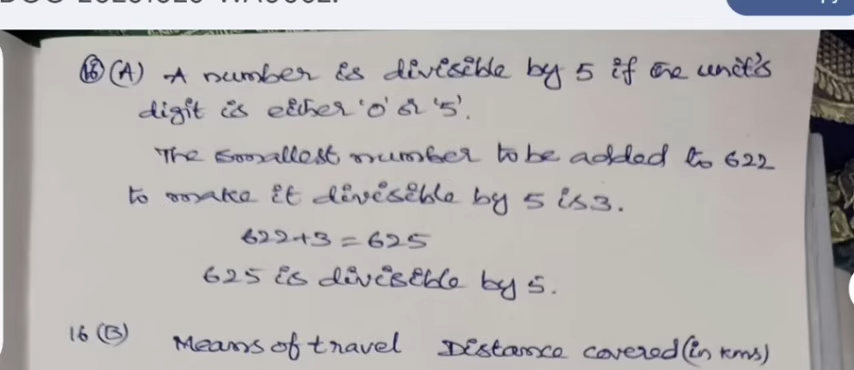 16 (A) A number is divisible by 5 if the unit's
digit is either '0' or '5'.
The smallest number to be added to 622
to make it divisible by 5 is 3.
622+3=625
625 is divisible by 5.
16 (B) Means of travel Distance covered (in kms)